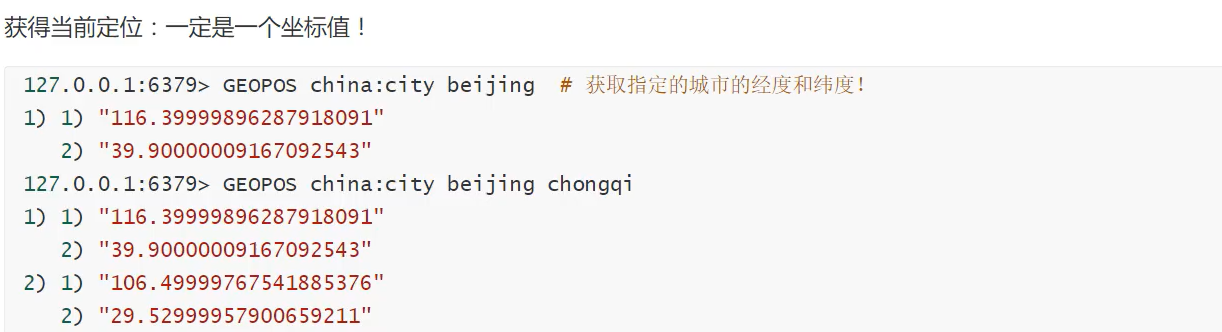 获得当前定位：一定是一个坐标值！
127.0.0.1:6379> GEOPOS china:city beijing  # 获取指定的城市的经度和纬度！
1) 1) "116.39999896287918091"
   2) "39.90000009167092543"
127.0.0.1:6379> GEOPOS china:city beijing chongqi
1) 1) "116.39999896287918091"
   2) "39.90000009167092543"
2) 1) "106.49999767541885376"
   2) "29.52999957900659211"